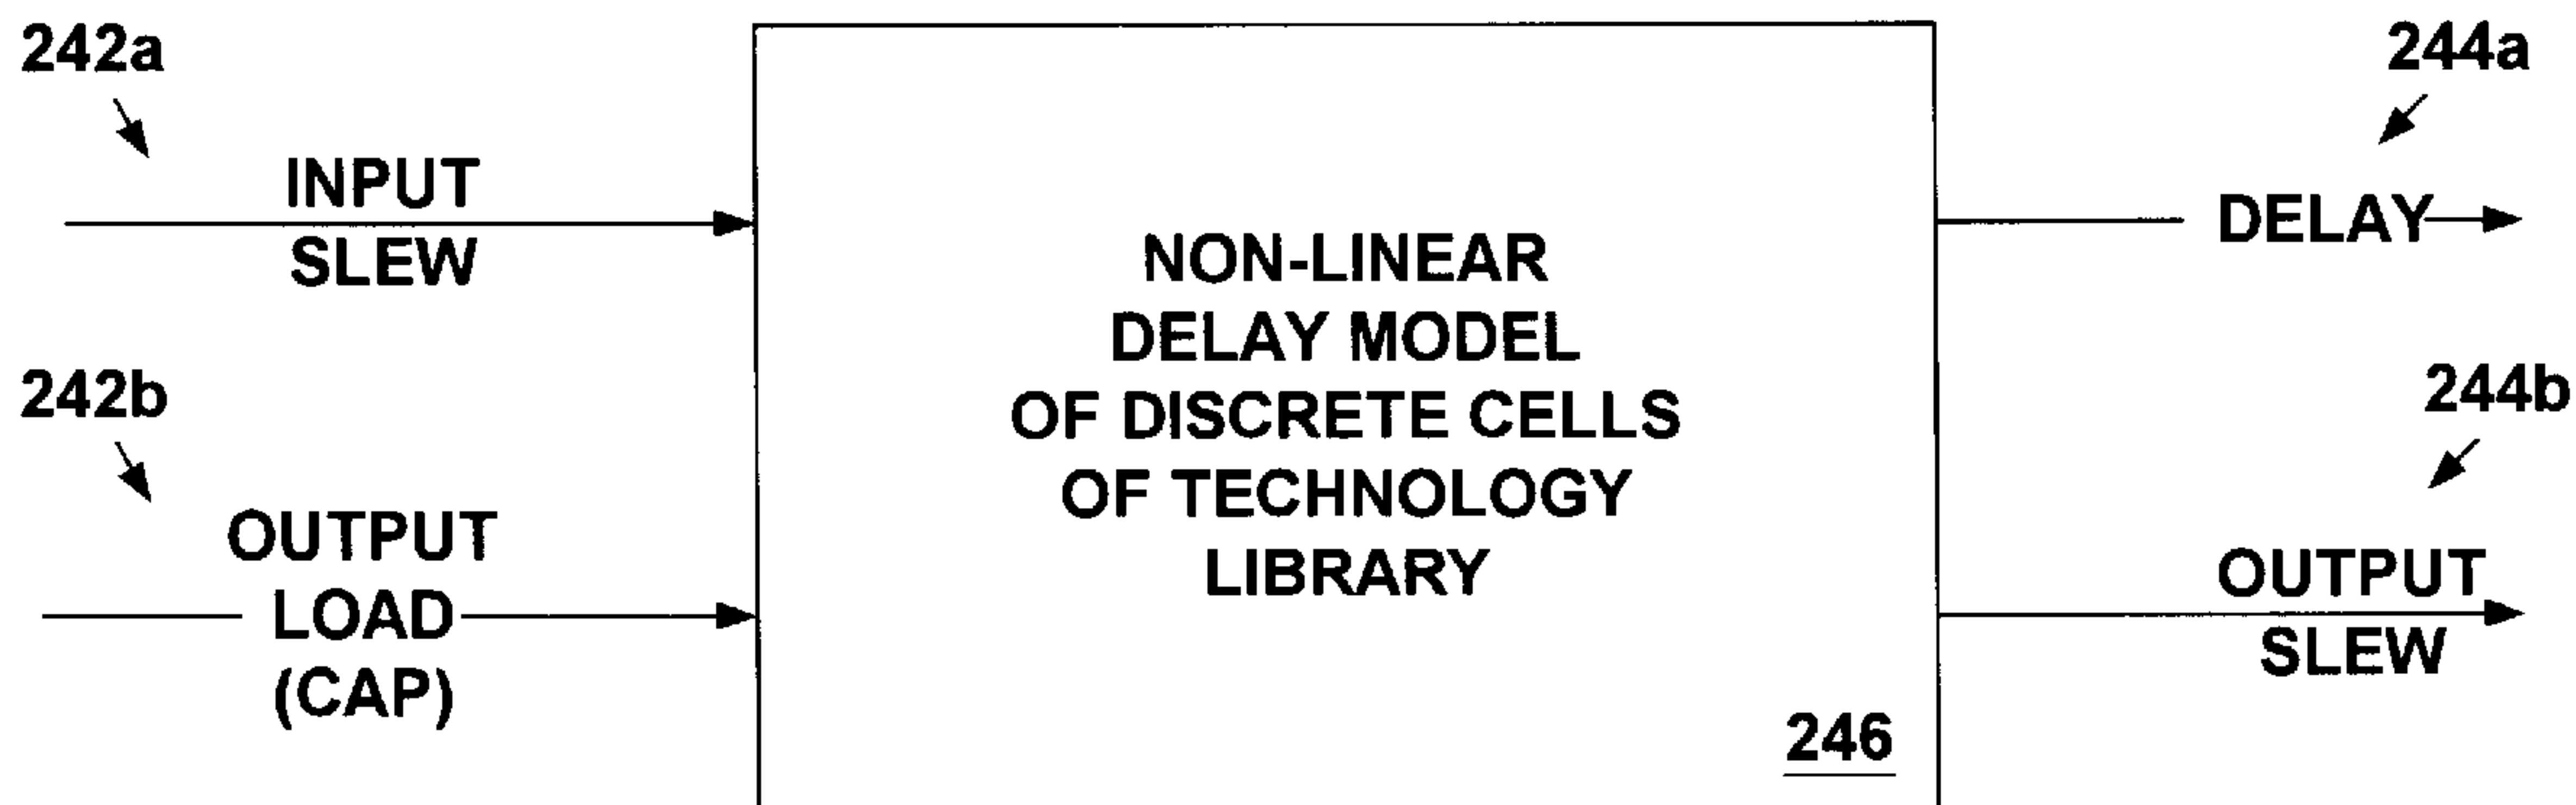 242a
INPUT
SLEW
242b
OUTPUT
LOAD
(CAP)
NON-LINEAR
DELAY MODEL
OF DISCRETE CELLS
OF TECHNOLOGY
LIBRARY
246
244a
DELAY
244b
OUTPUT
SLEW